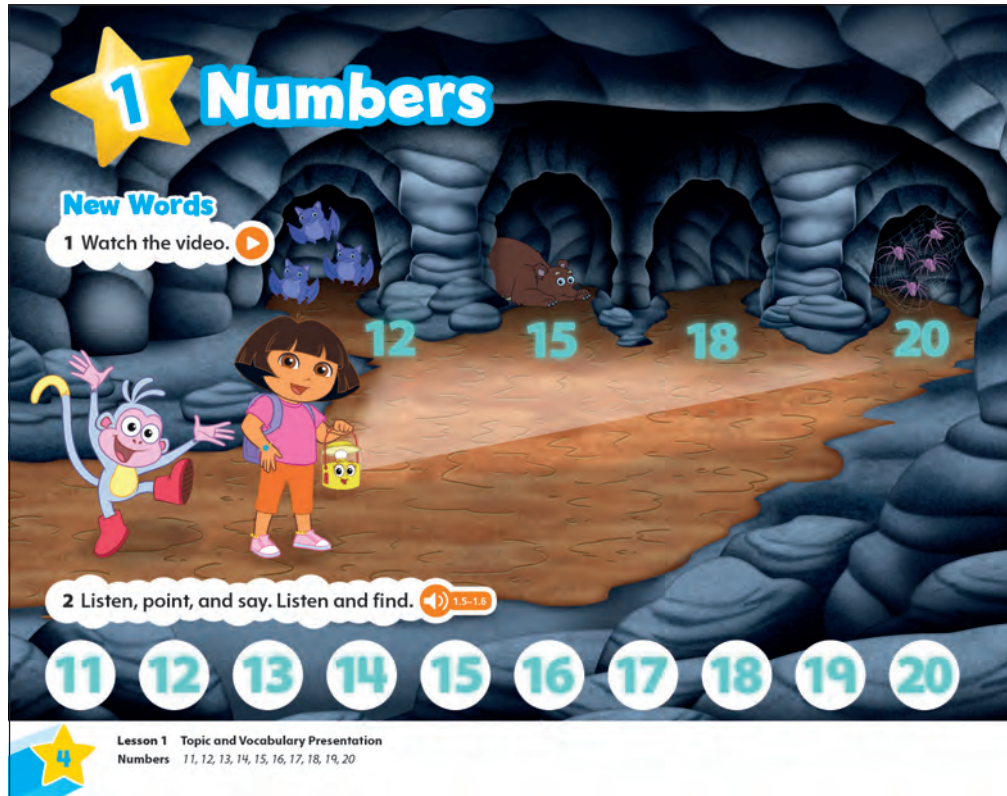 1 Numbers
New Words
1 Watch the video.
12 15 18 20
2 Listen, point, and say. Listen and find. 1.5–1.6
11 12 13 14 15 16 17 18 19 20
4
Lesson 1 Topic and Vocabulary Presentation
Numbers 11, 12, 13, 14, 15, 16, 17, 18, 19, 20